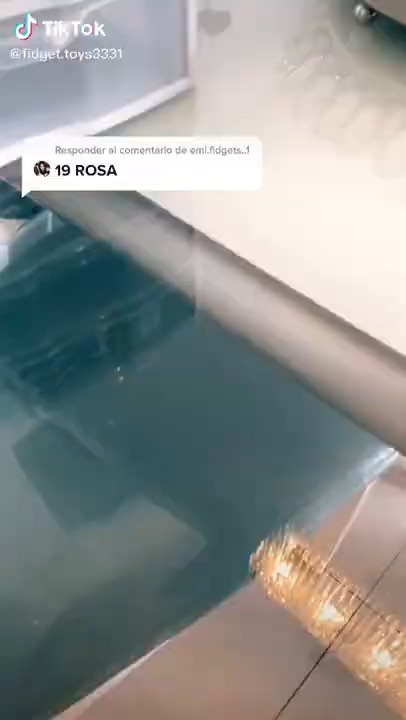 TikTok
@fidget.toys3331
Responder al comentario de emi.fidgets..1
19 ROSA